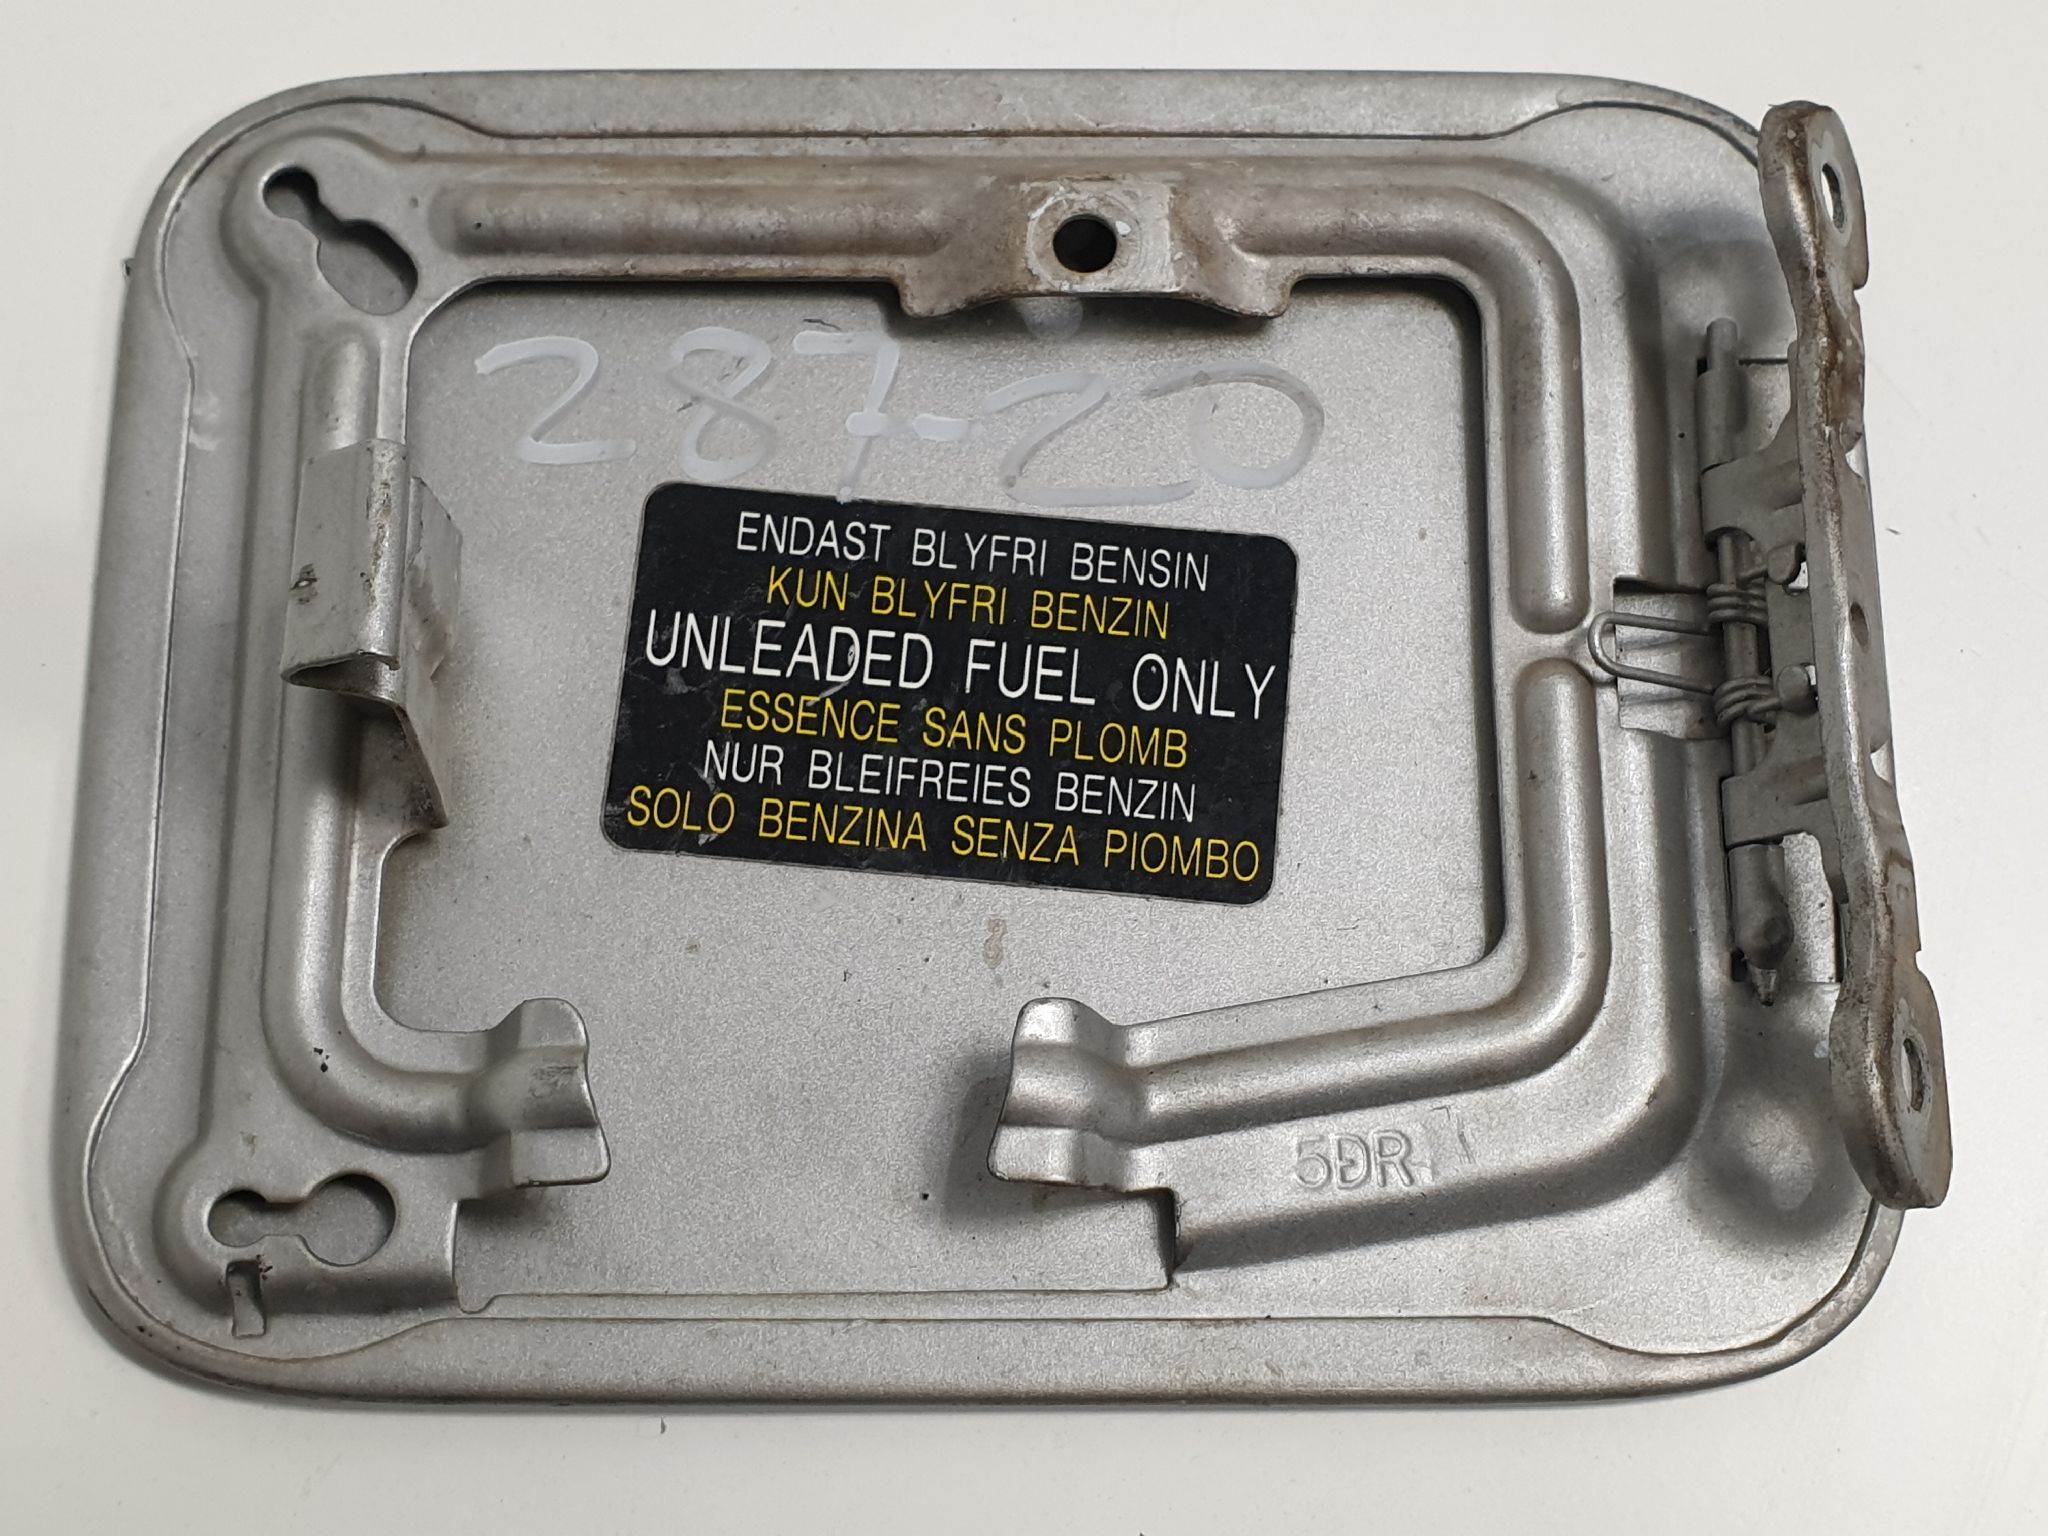 287-20
ENDAST BLYFRI BENSIN
KUN BLYFRI BENZIN
UNLEADED FUEL ONLY
ESSENCE SANS PLOMB
NUR BLEIFREIES BENZIN
SOLO BENZINA SENZA PIOMBO